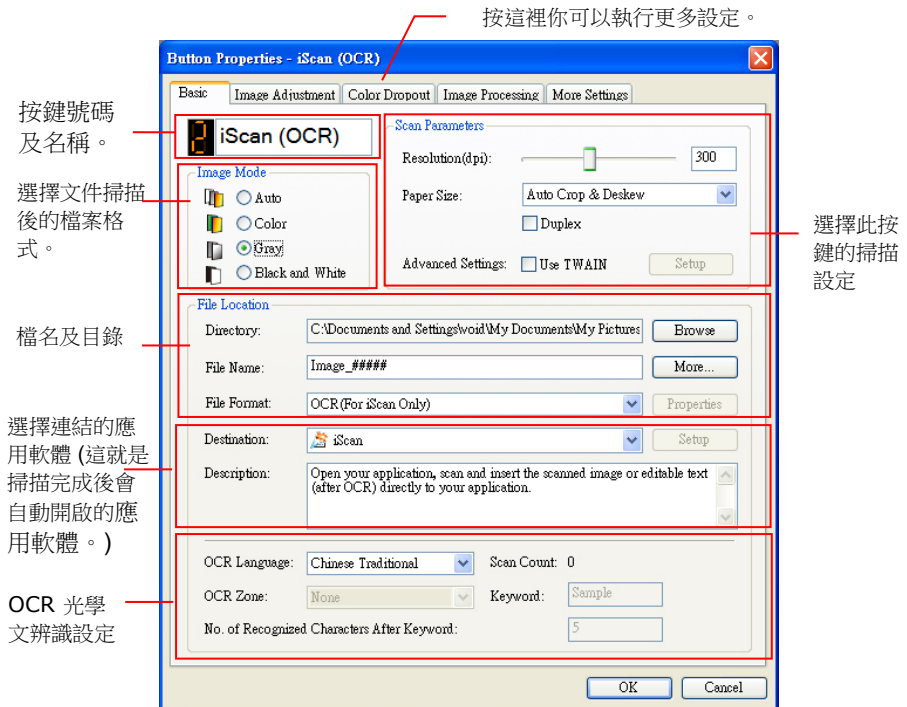 按這裡你可以執行更多設定。
Button Properties - iScan (OCR)
Basic Image Adjustment Color Dropout Image Processing More Settings
按鍵號碼
及名稱。
2 iScan (OCR)
選擇文件掃描
後的檔案格
式。
Image Mode
Auto
Color
Gray
Black and White
Scan Parameters
Resolution(dpi): 300
Paper Size: Auto Crop & Deskew
Duplex
Advanced Settings: Use TWAIN Setup
選擇此按
鍵的掃描
設定
檔名及目錄
File Location
Directory: C:\Documents and Settings\void\My Documents\My Pictures Browse
File Name: Image_##### More...
File Format: OCR(For iScan Only) Properties
選擇連結的應
用軟體 (這就是
掃描完成後會
自動開啟的應
用軟體。)
Destination: iScan Setup
Description: Open your application, scan and insert the scanned image or editable text
(after OCR) directly to your application.
OCR 光學
文辨識設定
OCR Language: Chinese Traditional Scan Count: 0
OCR Zone: None Keyword: Sample
No. of Recognized Characters After Keyword: 5
OK Cancel